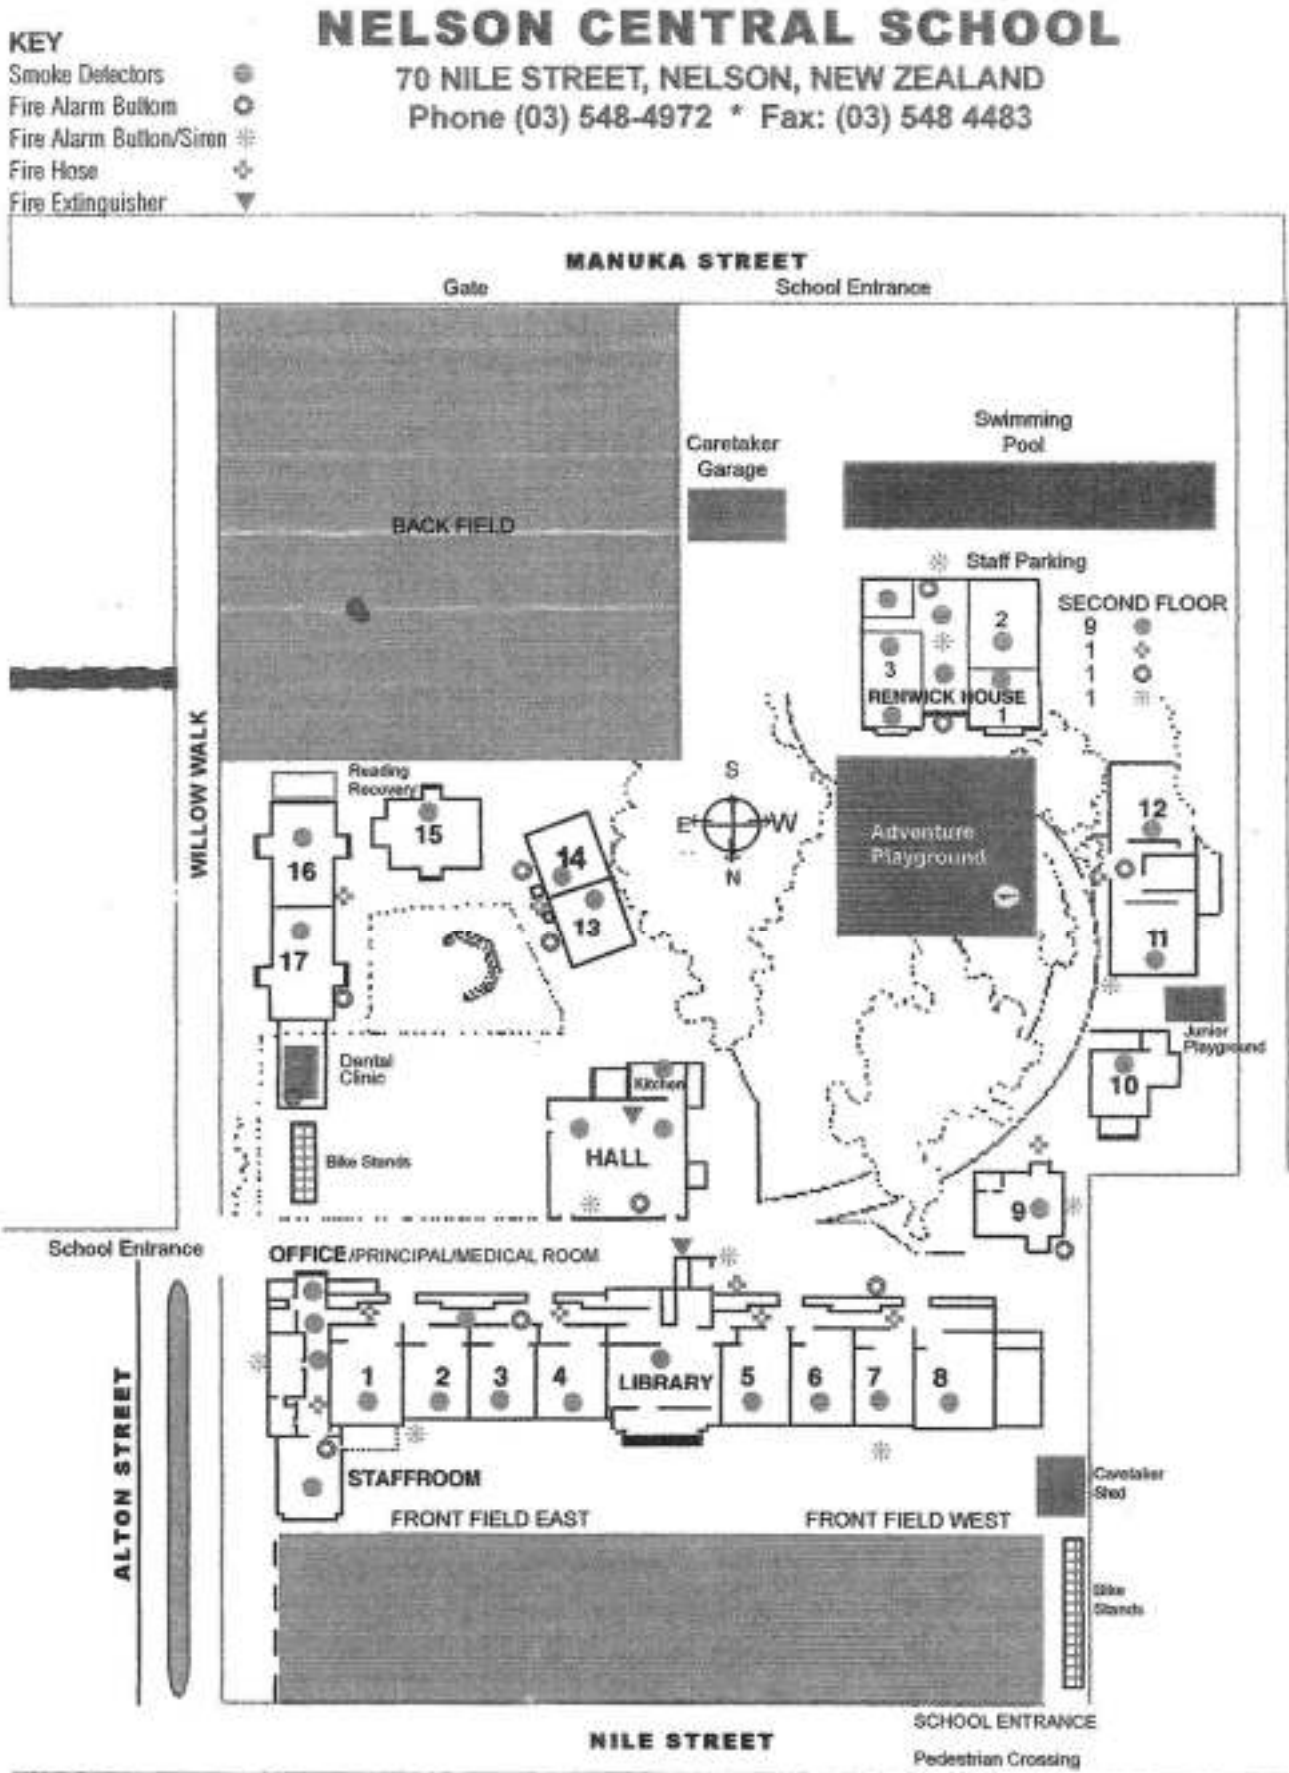 NELSON CENTRAL SCHOOL
70 NILE STREET, NELSON, NEW ZEALAND
Phone (03) 548-4972 * Fax: (03) 548 4483
KEY
Smoke Detectors
Fire Alarm Buttom
Fire Alarm Button/Siren
Fire Hose
Fire Extinguisher
MANUKA STREET
Gate
School Entrance
Swimming
Pool
Caretaker
Garage
BACK FIELD
Staff Parking
SECOND FLOOR
9
1
1
1
2
3
RENWICK HOUSE
1
WILLOW WALK
Reading
Recovery
15
16
17
14
13
S
E
W
N
Adventure
Playground
12
11
Junior
Playground
10
Dental
Clinic
Kitchen
HALL
Bike Stands
9
School Entrance
OFFICE/PRINCIPAL/MEDICAL ROOM
1
2
3
4
LIBRARY
5
6
7
8
ALTON STREET
STAFFROOM
Caretaker
Shed
FRONT FIELD EAST
FRONT FIELD WEST
Bike
Stands
SCHOOL ENTRANCE
NILE STREET
Pedestrian Crossing